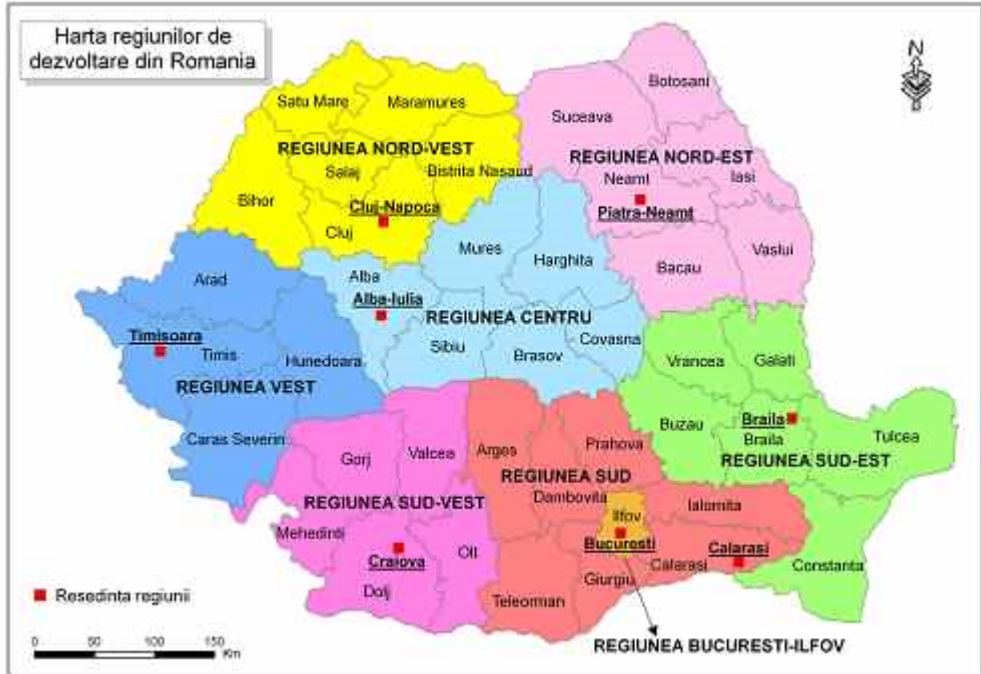 Harta regiunilor de
dezvoltare din Romania
N
Satu Mare
Maramures
REGIUNEA NORD-VEST
Salaj
Bistrita Nasaud
Bihor
Cluj-Napoca
Cluj
Botosani
Suceava
REGIUNEA NORD-EST
Neamt
Iasi
Piatra-Neamt
Bacau
Vaslui
Mures
Harghita
Alba
Alba-Iulia
REGIUNEA CENTRU
Sibiu
Brasov
Covasna
Arad
Timisoara
Timis
Hunedoara
REGIUNEA VEST
Caras Severin
Vrancea
Galati
Braila
Buzau
Braila
Tulcea
REGIUNEA SUD-EST
Constanta
Gorj
Valcea
REGIUNEA SUD-VEST
Mehedinti
Craiova
Olt
Dolj
Arges
Prahova
REGIUNEA SUD
Dambovita
Ialomita
Ilfov
Bucuresti
Calarasi
Calarasi
Giurgiu
Teleorman
REGIUNEA BUCURESTI-ILFOV
Resedinta regiunii
0 50 100 150
Km